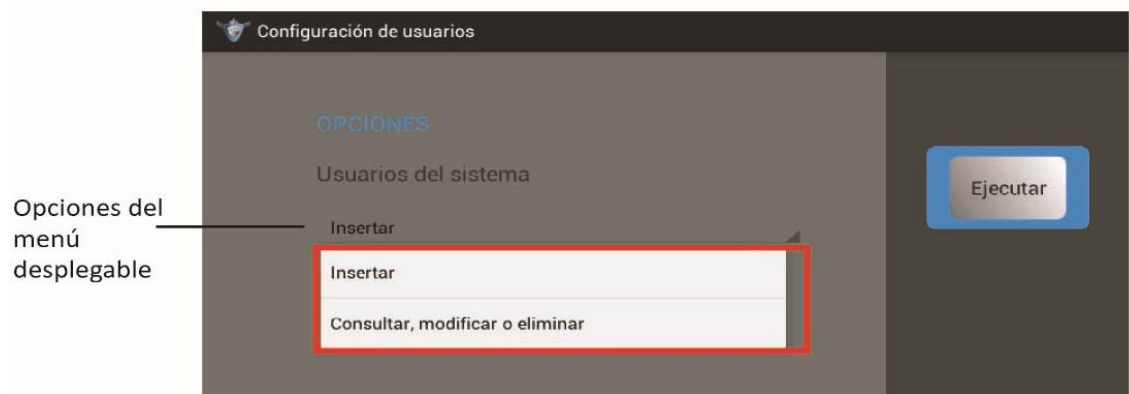 Configuración de usuarios
OPCIONES
Usuarios del sistema
Opciones del
menú
desplegable
Insertar
Insertar
Consultar, modificar o eliminar
Ejecutar